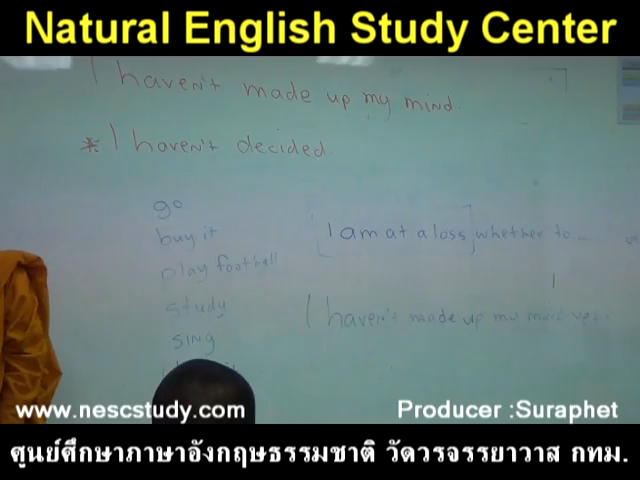 Natural English Study Center
I haven't made up my mind.
* I haven't decided.
go
buy it
I am at a loss whether to ...
play football
study
I haven't made up my mind yet.
sing
www.nescstudy.com
Producer :Suraphet
ศูนย์ศึกษาภาษาอังกฤษธรรมชาติ วัดวรจรรยาวาส กทม.